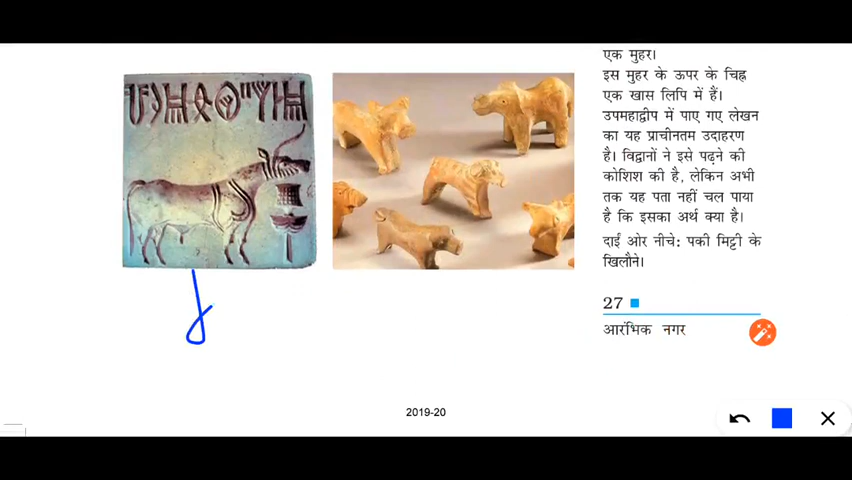 एक मुहर।
इस मुहर के ऊपर के चिह्न
एक खास लिपि में हैं।
उपमहाद्वीप में पाए गए लेखन
का यह प्राचीनतम उदाहरण
है। विद्वानों ने इसे पढ़ने की
कोशिश की है, लेकिन अभी
तक यह पता नहीं चल पाया
है कि इसका अर्थ क्या है।
दाईं ओर नीचे: पकी मिट्टी के
खिलौने।
27
आरंभिक नगर
2019-20